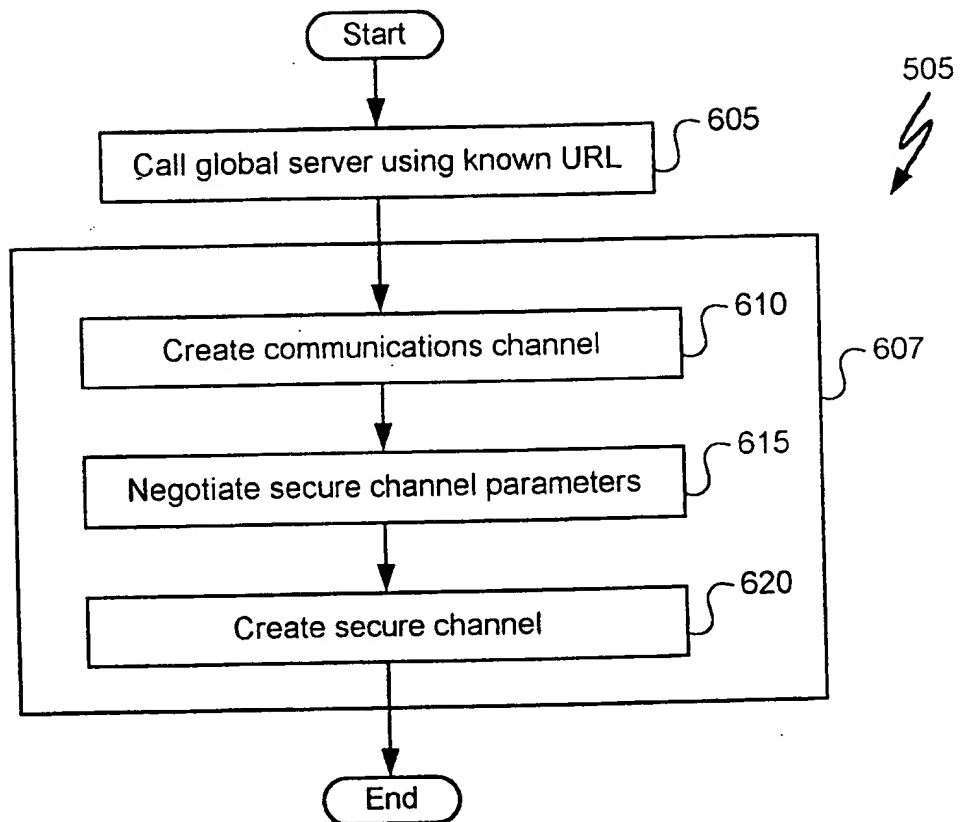 Start
505
605
Call global server using known URL
610
Create communications channel
607
615
Negotiate secure channel parameters
620
Create secure channel
End